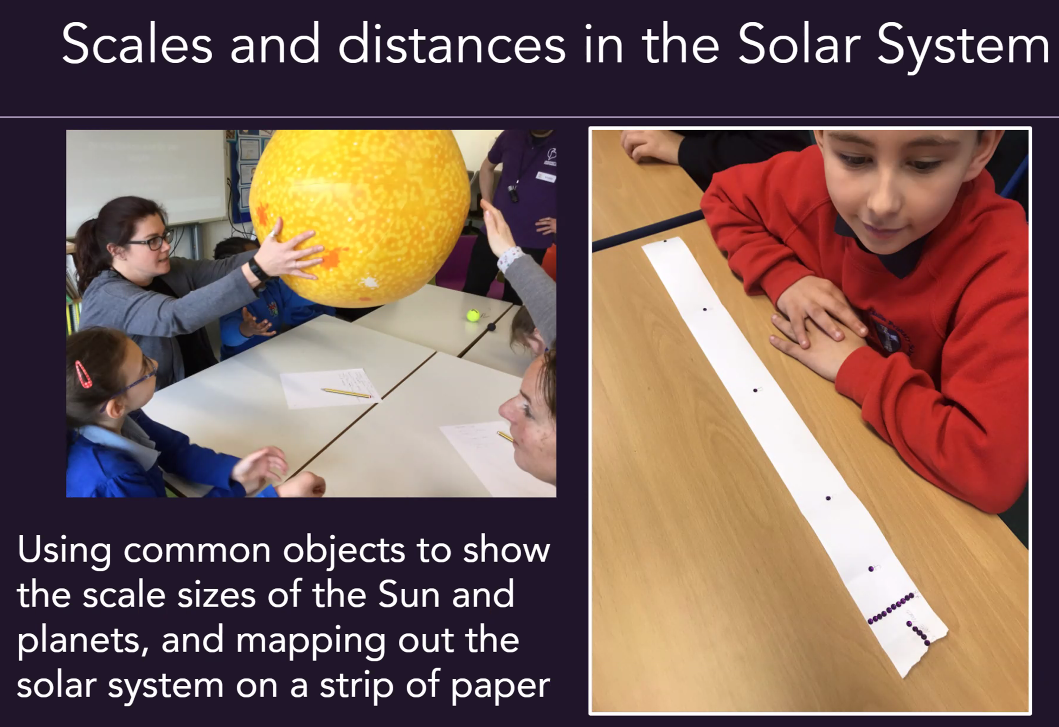 Scales and distances in the Solar System
Using common objects to show
the scale sizes of the Sun and
planets, and mapping out the
solar system on a strip of paper